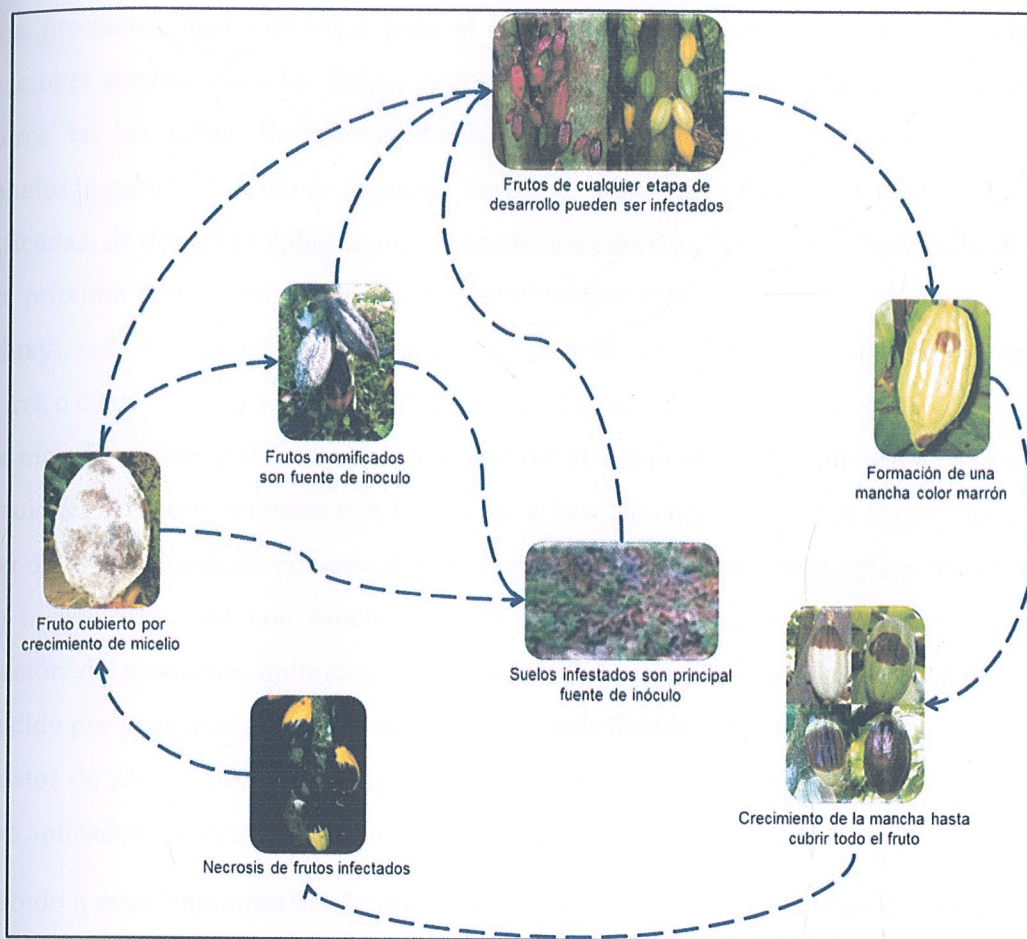 Frutos de cualquier etapa de
desarrollo pueden ser infectados
Formación de una
mancha color marrón
Crecimiento de la mancha hasta
cubrir todo el fruto
Necrosis de frutos infectados
Fruto cubierto por
crecimiento de micelio
Frutos momificados
son fuente de inoculo
Suelos infestados son principal
fuente de inóculo